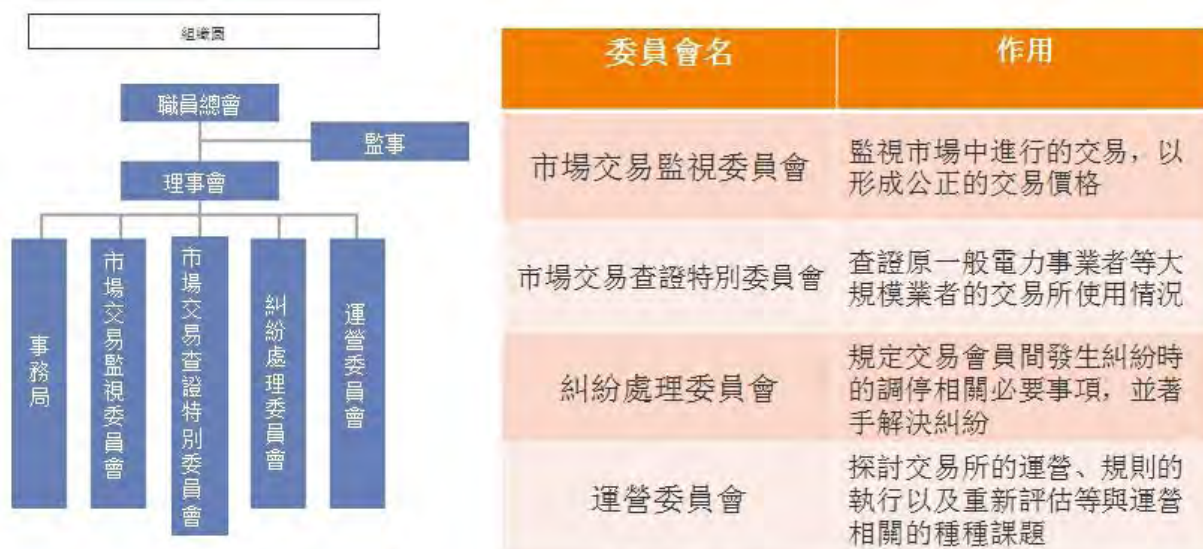 組織圖
職員總會
監事
理事會
事務局
市場交易監視委員會
市場交易查證特別委員會
糾紛處理委員會
運營委員會
委員會名
作用
市場交易監視委員會
監視市場中進行的交易，以
形成公正的交易價格
市場交易查證特別委員會
查證原一般電力事業者等大
規模業者的交易所使用情況
糾紛處理委員會
規定交易會員間發生糾紛時
的調停相關必要事項，並著
手解決糾紛
運營委員會
探討交易所的運營、規則的
執行以及重新評估等與運營
相關的種種課題